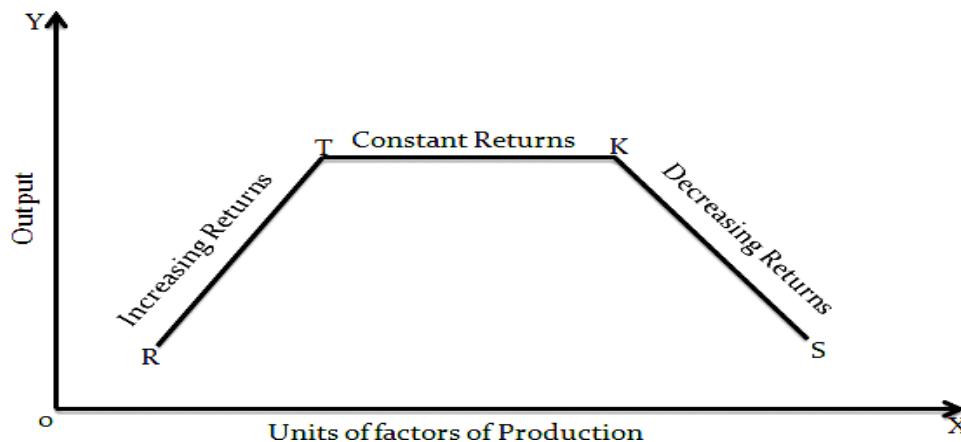 Y
T
Constant Returns
K
Output
Increasing Returns
Decreasing Returns
R
S
o
Units of factors of Production
X